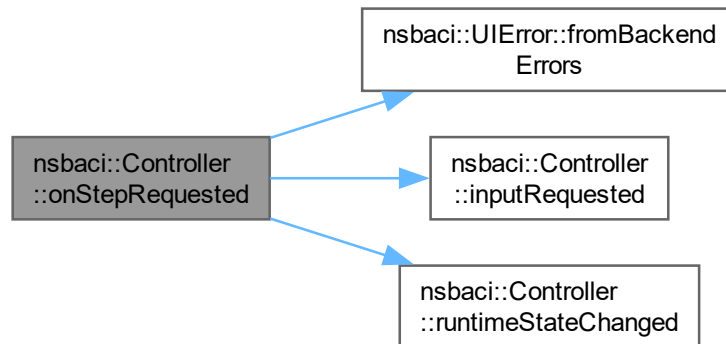 nsbaci::UIError::fromBackend
Errors
nsbaci::Controller
::onStepRequested
nsbaci::Controller
::inputRequested
nsbaci::Controller
::runtimeStateChanged